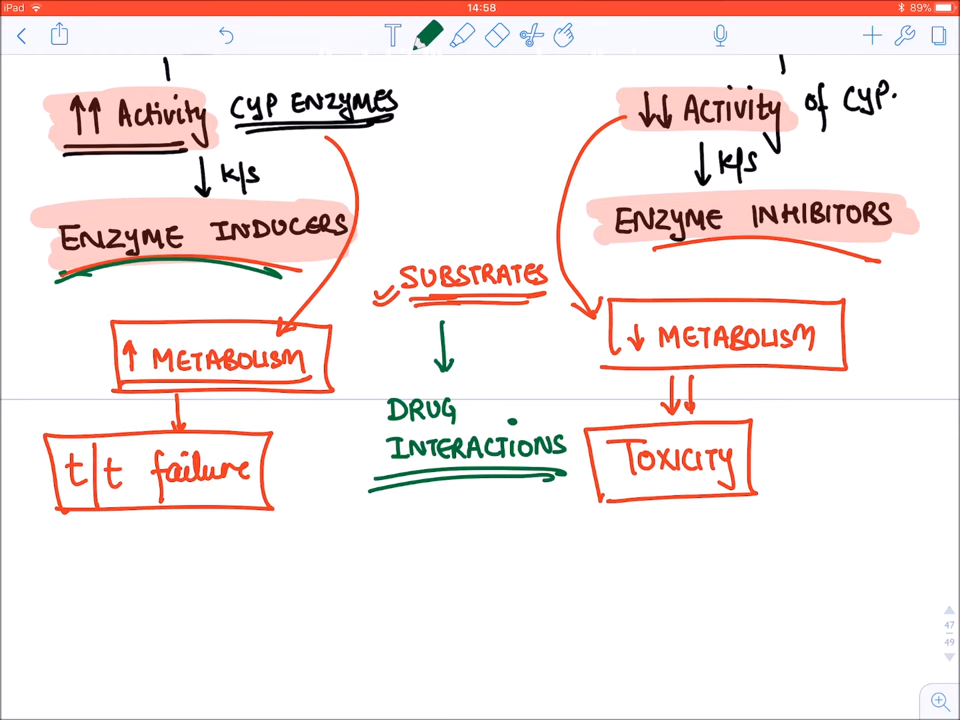 iPad 14:58 89%
↑↑ Activity CYP ENZYMES
↓↓ ACTIVITY of CYP.
↓ K/S
↓ K/S
ENZYME INDUCERS
ENZYME INHIBITORS
SUBSTRATES
↑ METABOLISM
↓ METABOLISM
DRUG
INTERACTIONS
t|t failure
TOXICITY
47
49